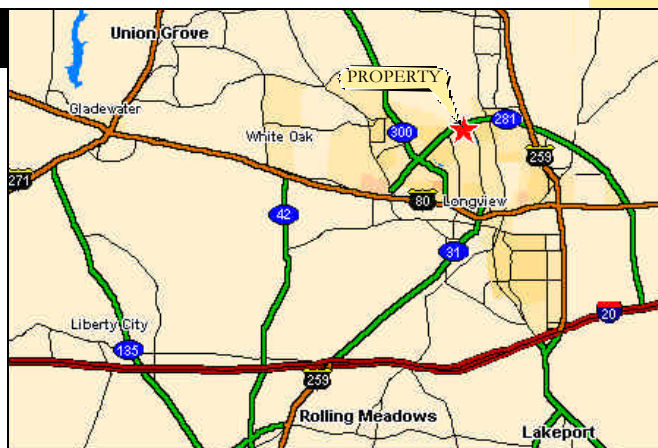 Union Grove
PROPERTY
Gladewater
White Oak
300
281
259
271
80
Longview
42
31
20
Liberty City
135
259
Rolling Meadows
Lakeport